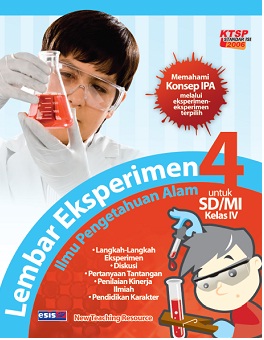 KTSP
STANDAR ISI
2006
Memahami
Konsep IPA
melalui
eksperimen-
eksperimen
terpilih
Lembar Eksperimen 4
Ilmu Pengetahuan Alam
untuk
SD/MI
Kelas IV
• Langkah-Langkah
Eksperimen
• Diskusi
• Pertanyaan Tantangan
• Penilaian Kinerja
Ilmiah
• Pendidikan Karakter
esis
New Teaching Resource